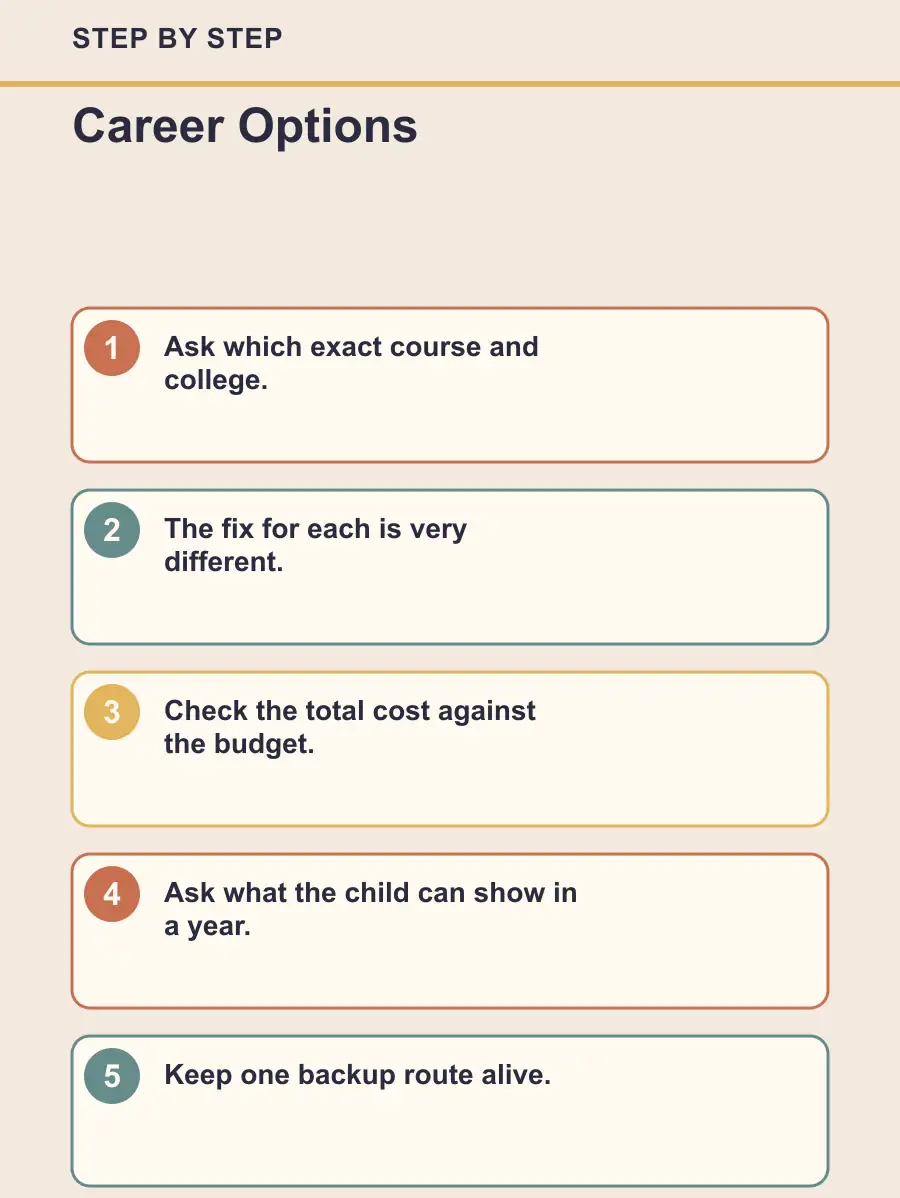 STEP BY STEP
Career Options
1
Ask which exact course and
college.
2
The fix for each is very
different.
3
Check the total cost against
the budget.
4
Ask what the child can show in
a year.
5
Keep one backup route alive.